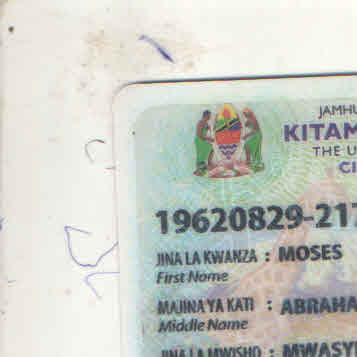 JAMHU
KITAM
THE U
CI
19620829-217
JINA LA KWANZA : MOSES
First Name
MAJINA YA KATI : ABRAHA
Middle Name
JINA LA MWISHO : MWASY